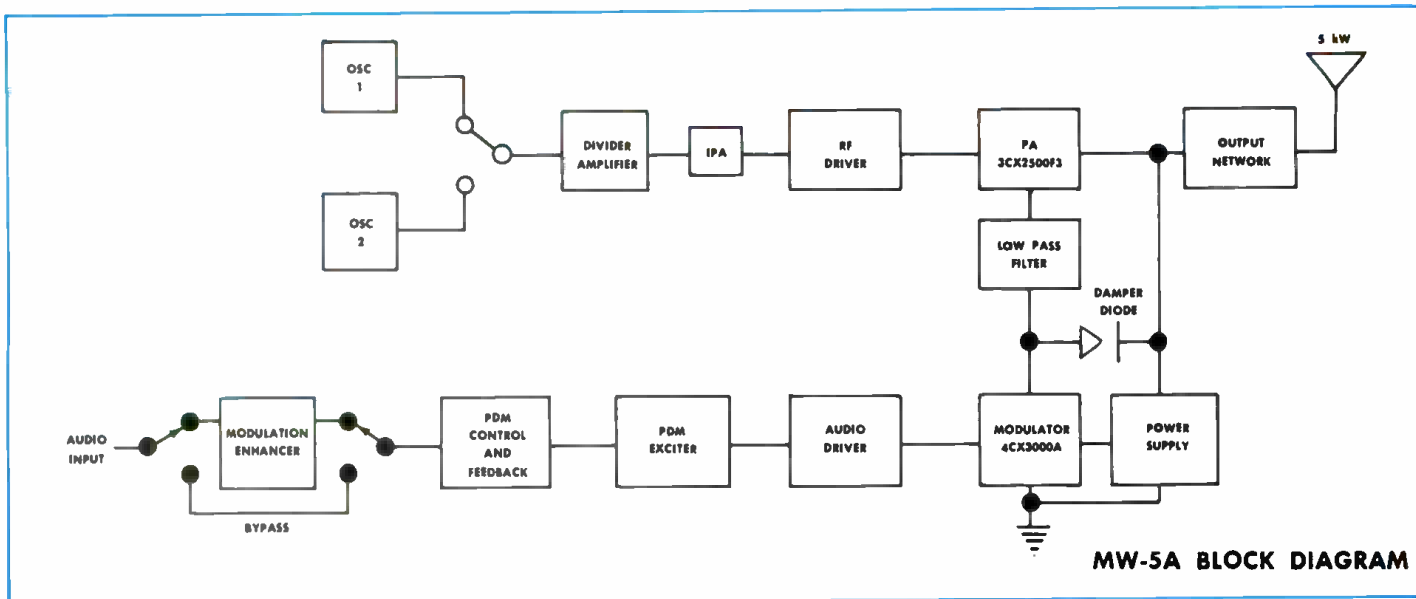 5 kW
OSC
1
DIVIDER
AMPLIFIER
IPA
RF
DRIVER
PA
3CX2500F3
OUTPUT
NETWORK
OSC
2
LOW PASS
FILTER
DAMPER
DIODE
AUDIO
INPUT
MODULATION
ENHANCER
BYPASS
PDM
CONTROL
AND
FEEDBACK
PDM
EXCITER
AUDIO
DRIVER
MODULATOR
4CX3000A
POWER
SUPPLY
MW-5A BLOCK DIAGRAM